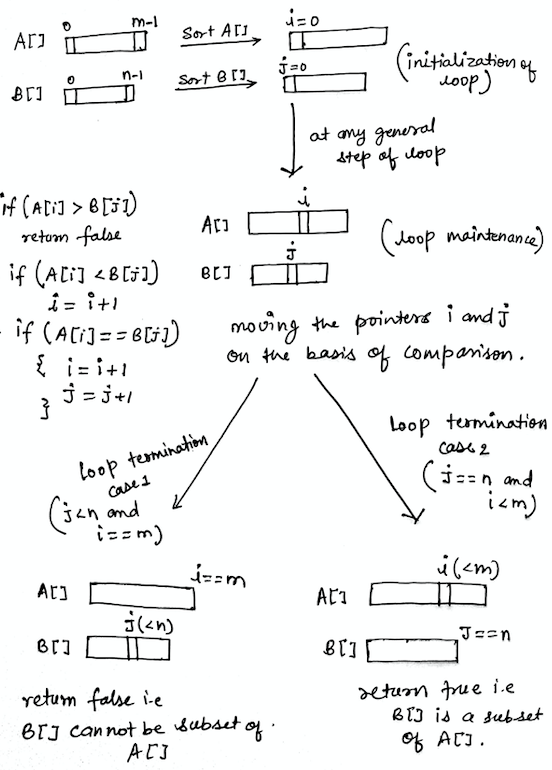 0 m-1
A[] Sort A[] i=0
0 n-1
B[] Sort B[] j=0
(initialization of
loop)
at any general
step of loop
if (A[i] > B[j])
return false
if (A[i] < B[j])
i = i+1
if (A[i] == B[j])
{ i = i+1
j = j+1
}
i
A[]
j
B[]
(loop maintenance)
moving the pointers i and j
on the basis of comparison.
loop termination
case 1
(j<n and
i==m)
Loop termination
case 2
(j==n and
i<m)
i==m
A[]
j(<n)
B[]
return false i.e
B[] cannot be subset of
A[]
i(<m)
A[]
J==n
B[]
return true i.e
B[] is a subset
of A[].